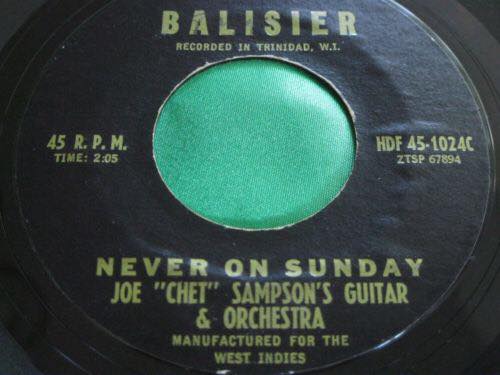 BALISIER
RECORDED IN TRINIDAD, W.I.
45 R. P. M.
TIME: 2:05
HDF 45-1024C
ZTSP 67894
NEVER ON SUNDAY
JOE "CHET" SAMPSON'S GUITAR
& ORCHESTRA
MANUFACTURED FOR THE
WEST INDIES